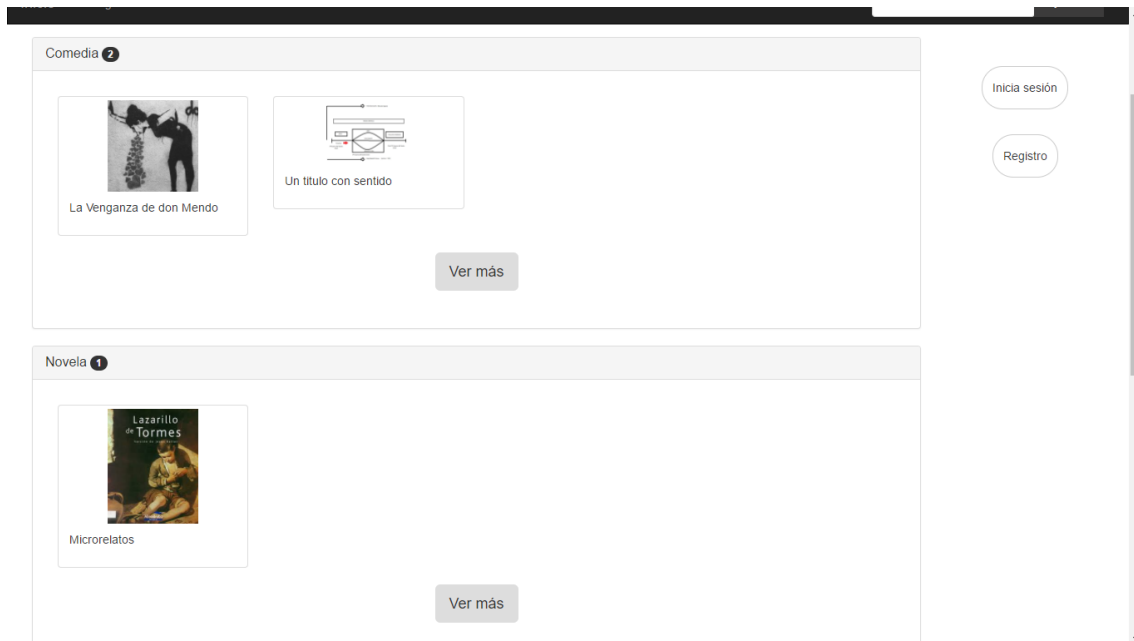 Comedia 2
La Venganza de don Mendo
Un titulo con sentido
Ver más
Inicia sesión
Registro
Novela 1
Lazarillo
de Tormes
Microrelatos
Ver más